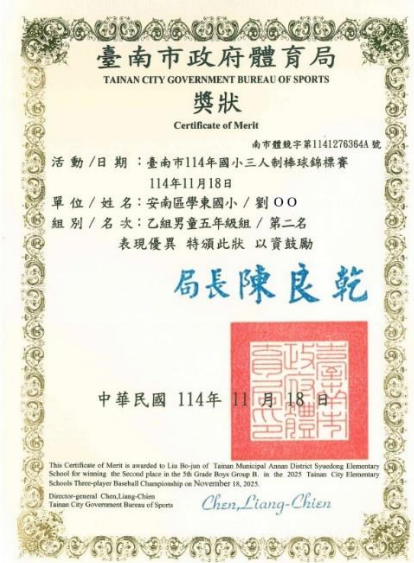 臺南市政府體育局
TAINAN CITY GOVERNMENT BUREAU OF SPORTS
獎狀
Certificate of Merit
南市體競字第1141276364A 號
活 動 /日 期 ：臺南市114年國小三人制棒球錦標賽
114年11月18日
單 位 / 姓 名：安南區學東國小 / 劉 O O
組 別 / 名 次：乙組男童五年級組 / 第二名
表現優異 特頒此狀 以資鼓勵
局長陳良乾
臺南市政府體育局印
中華民國 114年 11 月 18 日
This Certificate of Merit is awarded to Liu Bo-jun of Tainan Municipal Annan District Syuedong Elementary
School for winning the Second place in the 5th Grade Boys Group B. in the 2025 Tainan City Elementary
Schools Three-player Baseball Championship on November 18, 2025.
Director-general Chen,Liang-Chien
Tainan City Government Bureau of Sports
Chen,Liang-Chien